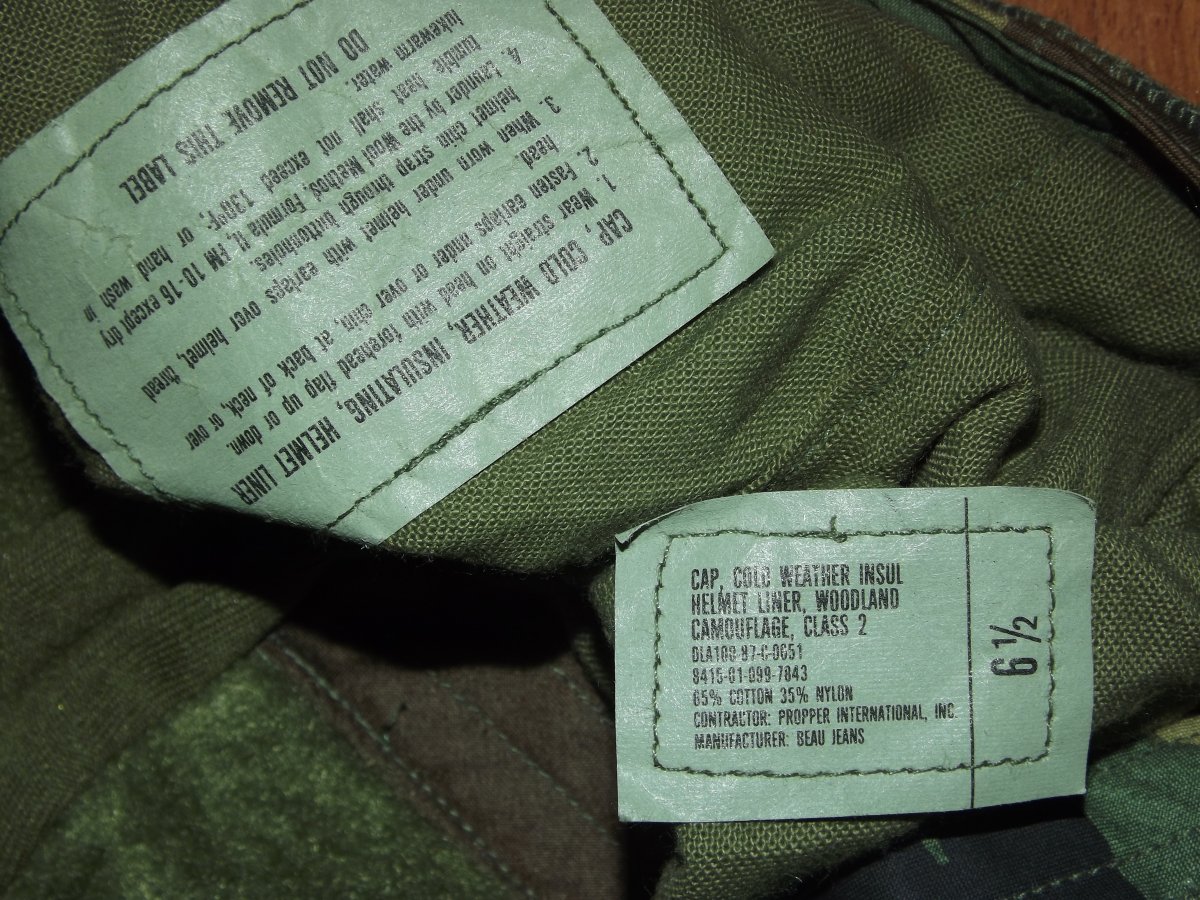 CAP, COLD WEATHER, INSULATING, HELMET LINER
1. Wear straight on head with forehead flap up or down.
2. Fasten earlaps under or over chin, at back of neck, or over
head.
3. When worn under helmet with earlaps over helmet, thread
helmet chin strap through buttonholes.
4. Launder by the Wool Method, Formula II, FM 10-16 except dry
tumble heat shall not exceed 130°F. or hand wash in
lukewarm water.
DO NOT REMOVE THIS LABEL
CAP, COLD WEATHER INSUL
HELMET LINER, WOODLAND
CAMOUFLAGE, CLASS 2
DLA100-87-C-0651
8415-01-099-7843
65% COTTON 35% NYLON
CONTRACTOR: PROPPER INTERNATIONAL, INC.
MANUFACTURER: BEAU JEANS
6½